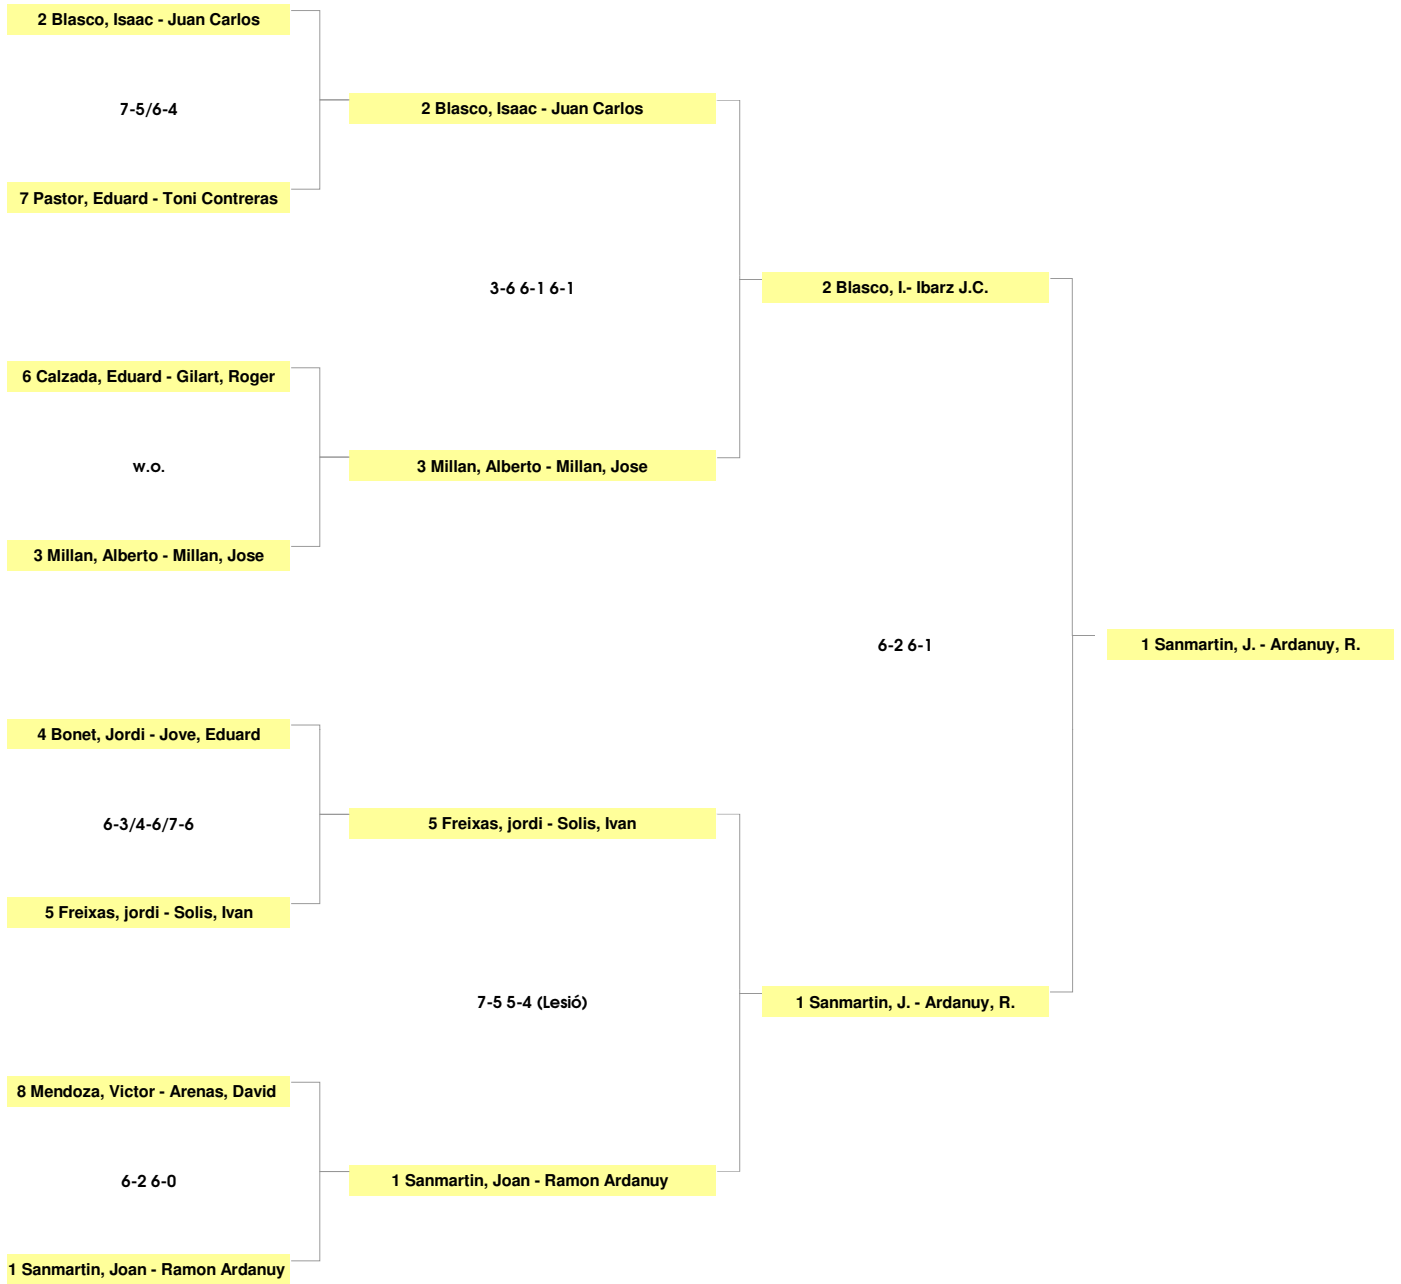 2 Blasco, Isaac - Juan Carlos
7-5/6-4
2 Blasco, Isaac - Juan Carlos
7 Pastor, Eduard - Toni Contreras
3-6 6-1 6-1
2 Blasco, I.- Ibarz J.C.
6 Calzada, Eduard - Gilart, Roger
w.o.
3 Millan, Alberto - Millan, Jose
3 Millan, Alberto - Millan, Jose
6-2 6-1
1 Sanmartin, J. - Ardanuy, R.
4 Bonet, Jordi - Jove, Eduard
6-3/4-6/7-6
5 Freixas, jordi - Solis, Ivan
5 Freixas, jordi - Solis, Ivan
7-5 5-4 (Lesió)
1 Sanmartin, J. - Ardanuy, R.
8 Mendoza, Victor - Arenas, David
6-2 6-0
1 Sanmartin, Joan - Ramon Ardanuy
1 Sanmartin, Joan - Ramon Ardanuy